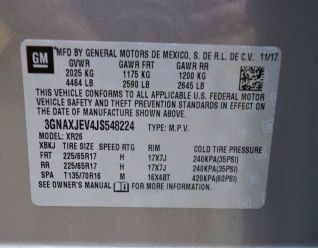 GM
MFD BY GENERAL MOTORS DE MEXICO, S. DE R.L. DE C.V. 11/17
GVWR GAWR FRT GAWR RR
2025 KG 1175 KG 1200 KG
4464 LB 2590 LB 2645 LB
THIS VEHICLE CONFORMS TO ALL APPLICABLE U.S. FEDERAL MOTOR
VEHICLE SAFETY AND THEFT PREVENTION STANDARDS IN EFFECT ON
THE DATE OF MANUFACTURE SHOWN ABOVE.
3GNAXJEV4JS548224 TYPE: M.P.V.
MODEL: XR26
XBKJ TIRE SIZE SPEED RTG RIM COLD TIRE PRESSURE
FRT 225/65R17 H 17X7J 240KPA(35PSI)
RR 225/65R17 H 17X7J 240KPA(35PSI)
SPA T135/70R16 M 16X4BT 420KPA(60PSI)
SEE OWNER'S MANUAL FOR MORE INFORMATION.